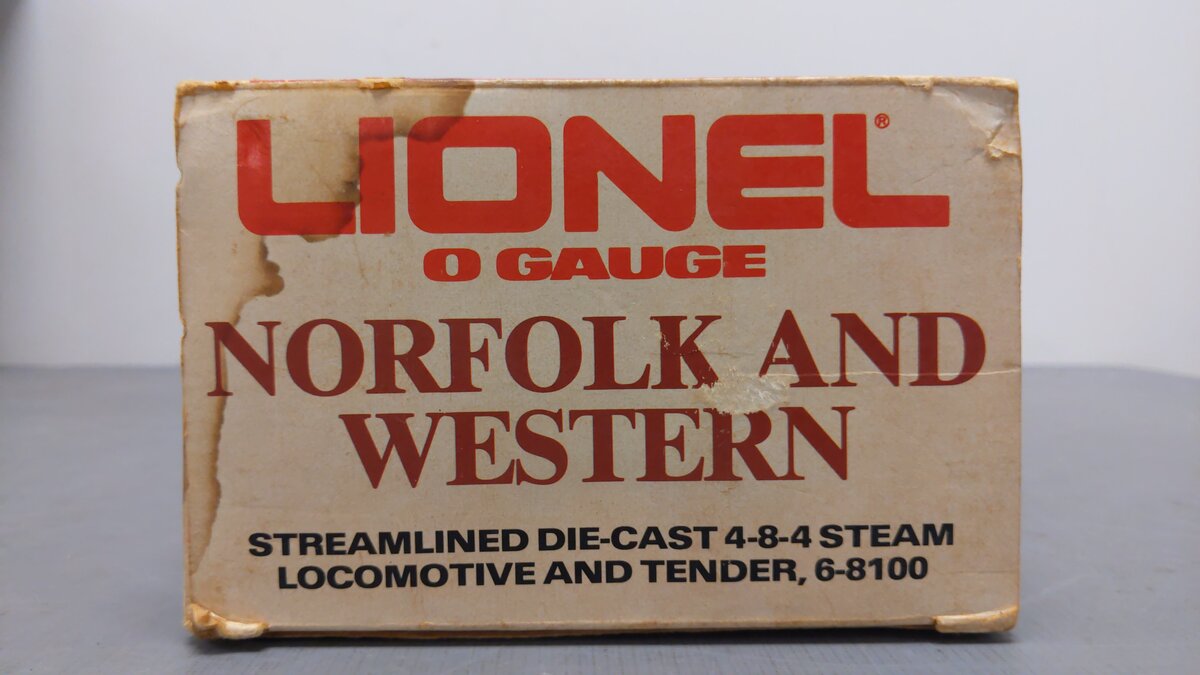 LIONEL®
O GAUGE
NORFOLK AND
WESTERN
STREAMLINED DIE-CAST 4-8-4 STEAM
LOCOMOTIVE AND TENDER, 6-8100